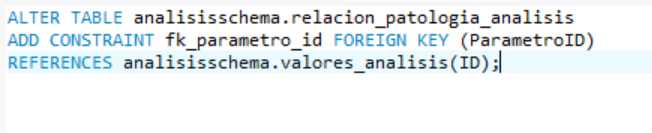 ALTER TABLE analisisschema.relacion_patologia_analisis
ADD CONSTRAINT fk_parametro_id FOREIGN KEY (ParametroID)
REFERENCES analisisschema.valores_analisis(ID);